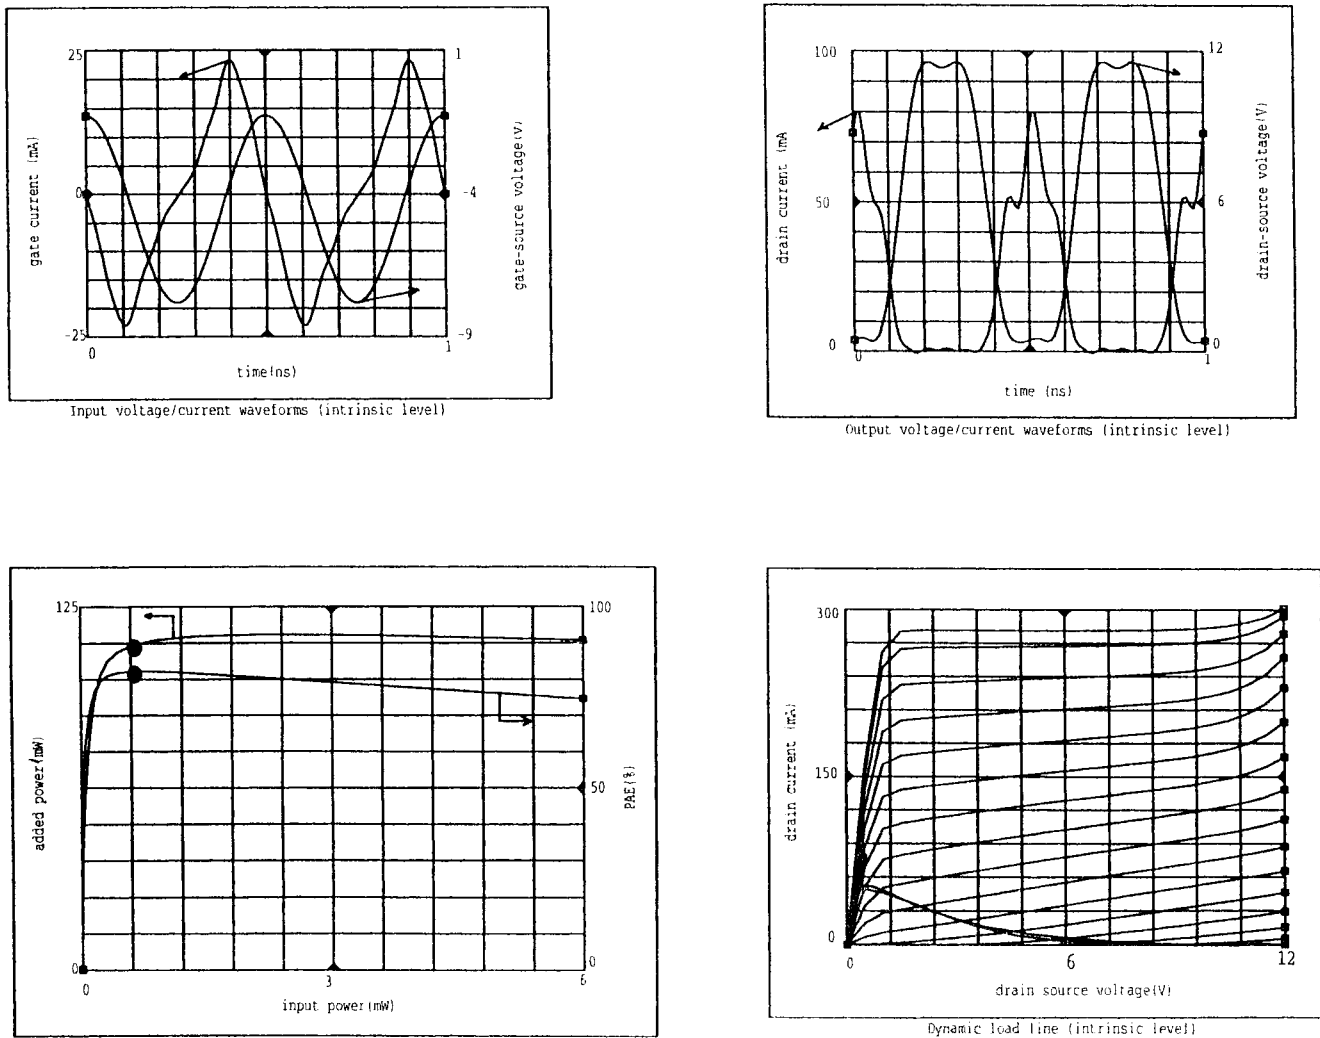 25
1
gate current (mA)
0
-4
gate-source voltage(V)
-25
-9
0
1
time(ns)
Input voltage/current waveforms (intrinsic level)
100
12
drain current (mA
50
6
drain-source voltage(V)
0
0
0
1
time (ns)
Output voltage/current waveforms (intrinsic level)
125
100
added power(mW)
50
PAE(%)
0
0
0
3
6
input power(mW)
300
drain current (mA)
150
0
0
6
12
drain source voltage(V)
Dynamic load line (intrinsic level)